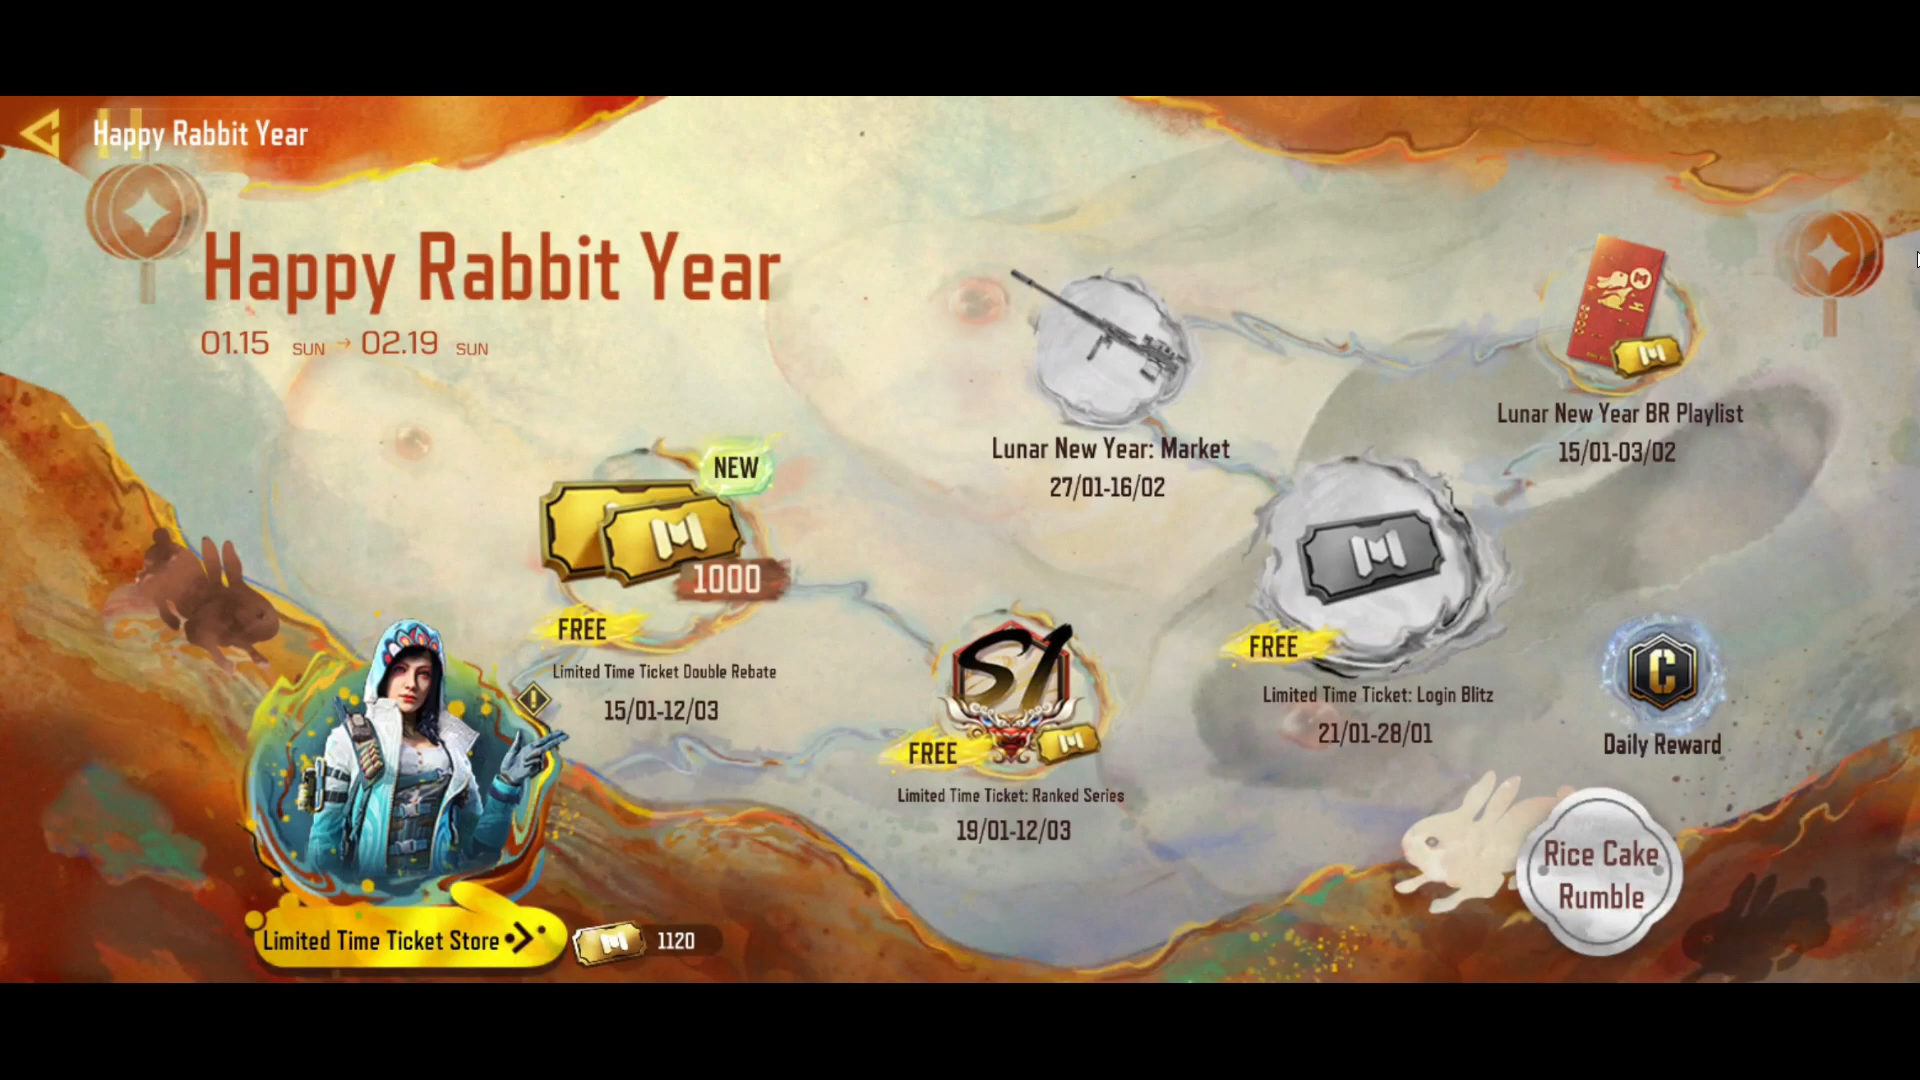 Happy Rabbit Year
Happy Rabbit Year
01.15 SUN → 02.19 SUN
Lunar New Year BR Playlist
15/01-03/02
Lunar New Year: Market
27/01-16/02
NEW
1000
FREE
Limited Time Ticket Double Rebate
15/01-12/03
S1
FREE
Limited Time Ticket: Ranked Series
19/01-12/03
FREE
Limited Time Ticket: Login Blitz
21/01-28/01
C
Daily Reward
Rice Cake
Rumble
Limited Time Ticket Store
1120